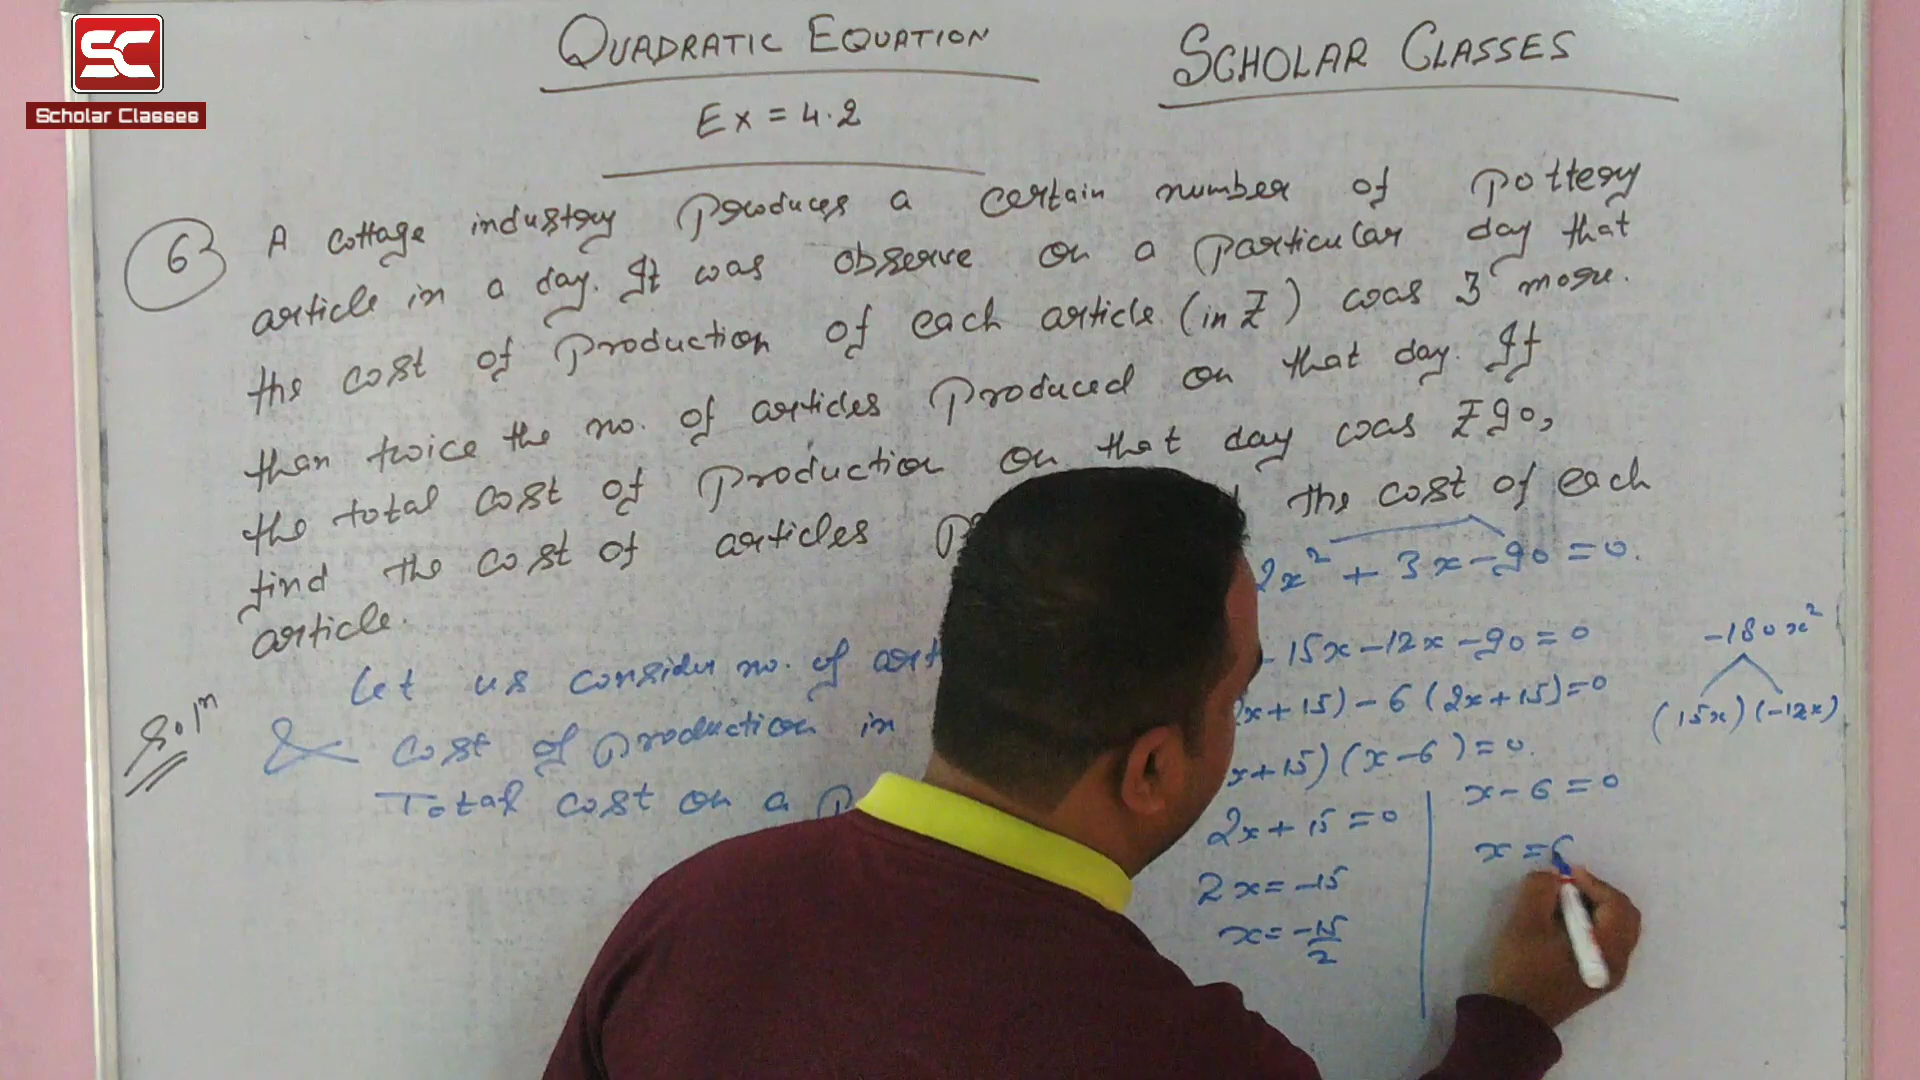 SC
Scholar Classes
QUADRATIC EQUATION
SCHOLAR CLASSES
Ex = 4.2
6) A cottage industry produces a certain number of pottery
article in a day. It was observe on a particular day that
the cost of production of each article (in ₹) was 3 more
than twice the no. of articles produced on that day. If
the total cost of production on that day was ₹90,
find the cost of articles the cost of each
article.
Soln
Let us consider no. of art
& cost of production in
Total cost on a p
2x² + 3x - 90 = 0.
- 15x - 12x - 90 = 0
x + 15) - 6 (2x + 15) = 0
x + 15) (x - 6) = 0.
2x + 15 = 0
2x = -15
x = -15/2
x - 6 = 0
x = 6
-180x²
(15x) (-12x)